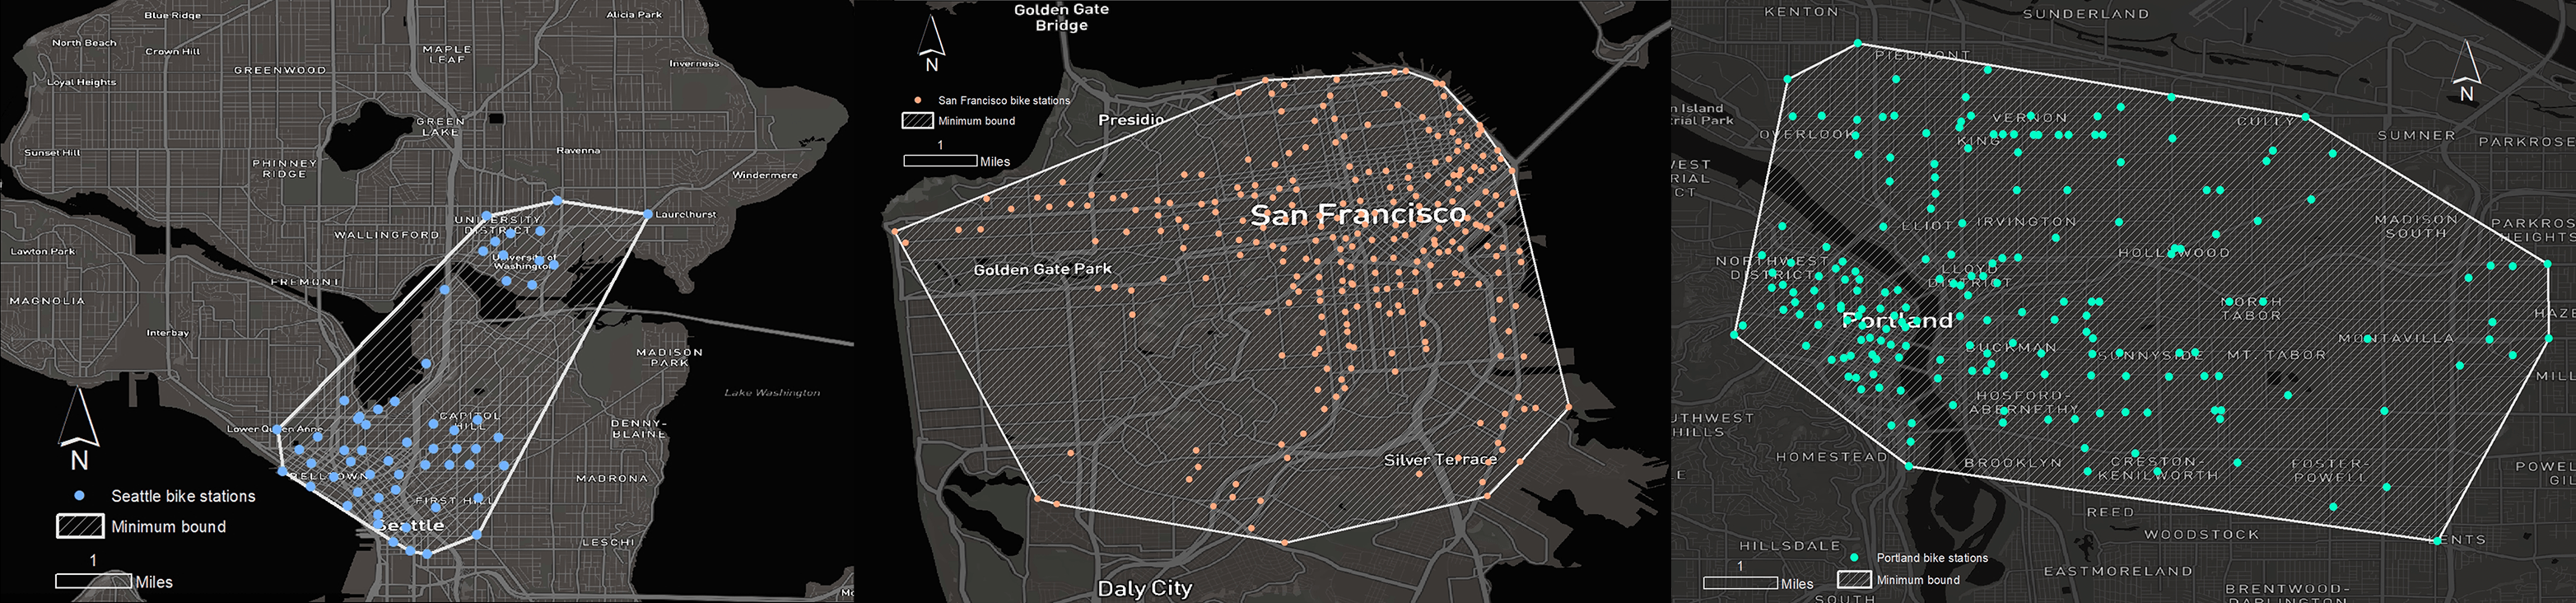 Blue Ridge
Alicia Park
North Beach
Crown Hill
MAPLE
LEAF
GREENWOOD
Inverness
Loyal Heights
GREEN
LAKE
Sunset Hill
Ravenna
PHINNEY
RIDGE
Windermere
UNIVERSITY
DISTRICT
Laurelhurst
WALLINGFORD
Lawton Park
University of
Washington
FREMONT
MAGNOLIA
Interbay
MADISON
PARK
Lake Washington
CAPITOL
HILL
Lower Queen Anne
DENNY-
BLAINE
BELLTOWN
MADRONA
FIRST HILL
N
Seattle bike stations
Minimum bound
Seattle
LESCHI
1
Miles
Golden Gate
Bridge
N
San Francisco bike stations
Minimum bound
1
Miles
Presidio
San Francisco
Golden Gate Park
Silver Terrace
Daly City
KENTON
SUNDERLAND
PIEDMONT
N
n Island
trial Park
VERNON
CULLY
OVERLOOK
KING
SUMNER
PARKROSE
WEST
RIAL
CT
MADISON
SOUTH
PARKROS
HEIGHTS
ELIOT
IRVINGTON
HOLLYWOOD
NORTHWEST
DISTRICT
LLOYD
DISTRICT
NORTH
TABOR
HAZE
Portland
BUCKMAN
SUNNYSIDE
MT. TABOR
MONTAVILLA
MILL
HOSFORD-
ABERNETHY
UTHWEST
HILLS
HOMESTEAD
BROOKLYN
CRESTON-
KENILWORTH
FOSTER-
POWELL
POWEL
GIL
REED
WOODSTOCK
LENTS
HILLSDALE
Portland bike stations
1
Miles
Minimum bound
EASTMORELAND
BRENTWOOD-
DARLINGTON
SOUTH